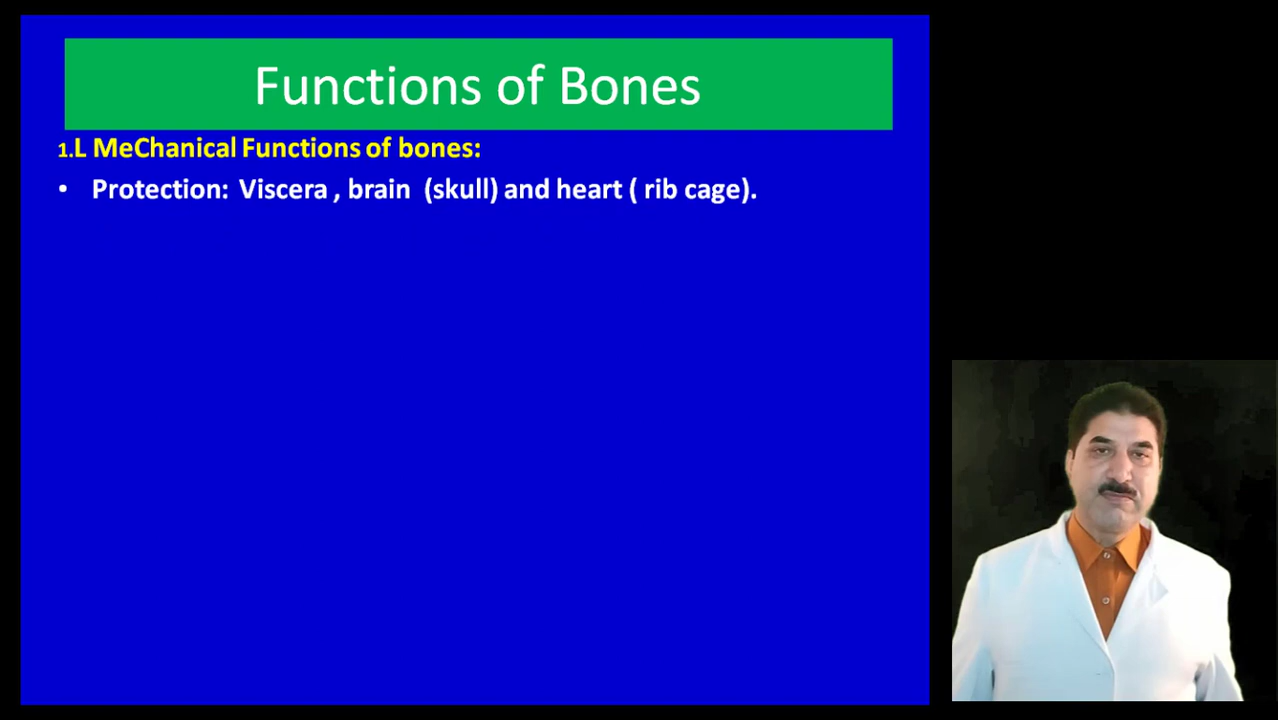 Functions of Bones
1.L MeChanical Functions of bones:
• Protection: Viscera , brain (skull) and heart ( rib cage).